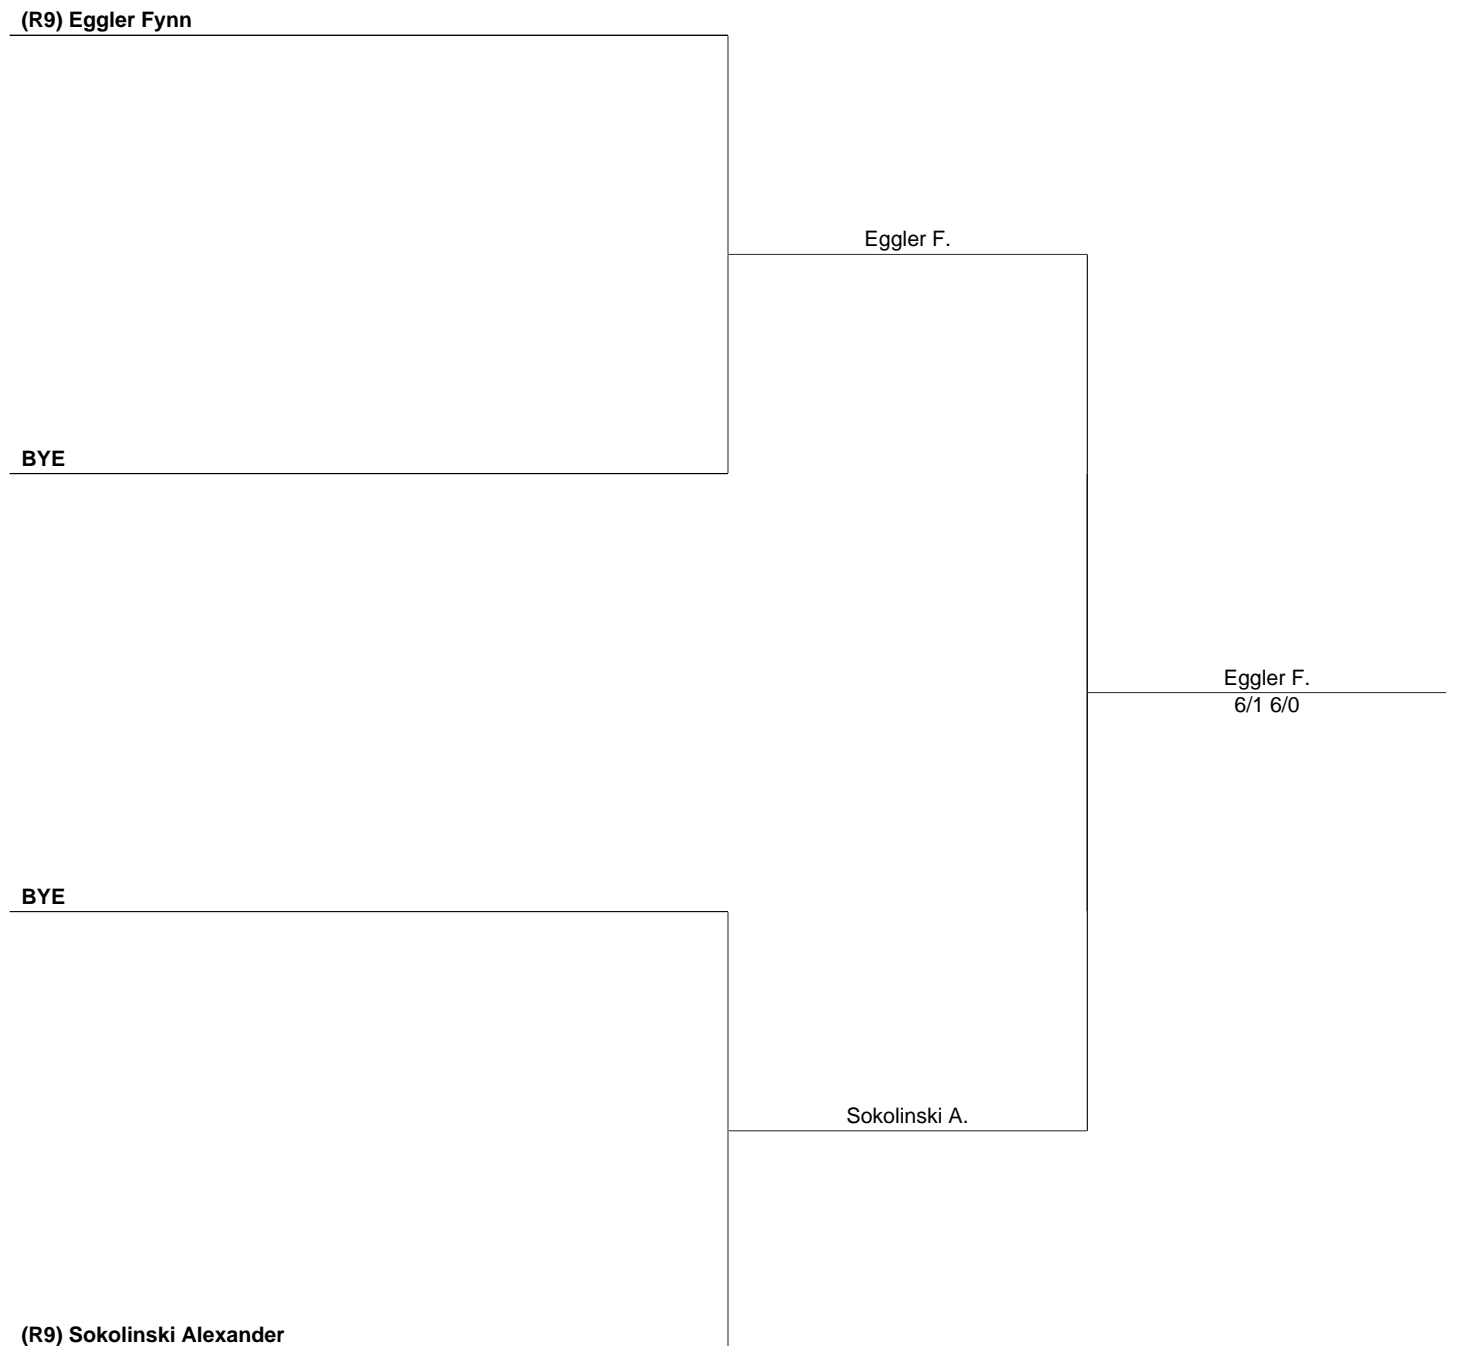 (R9) Eggler Fynn
Eggler F.
BYE
Eggler F.
6/1 6/0
BYE
Sokolinski A.
(R9) Sokolinski Alexander